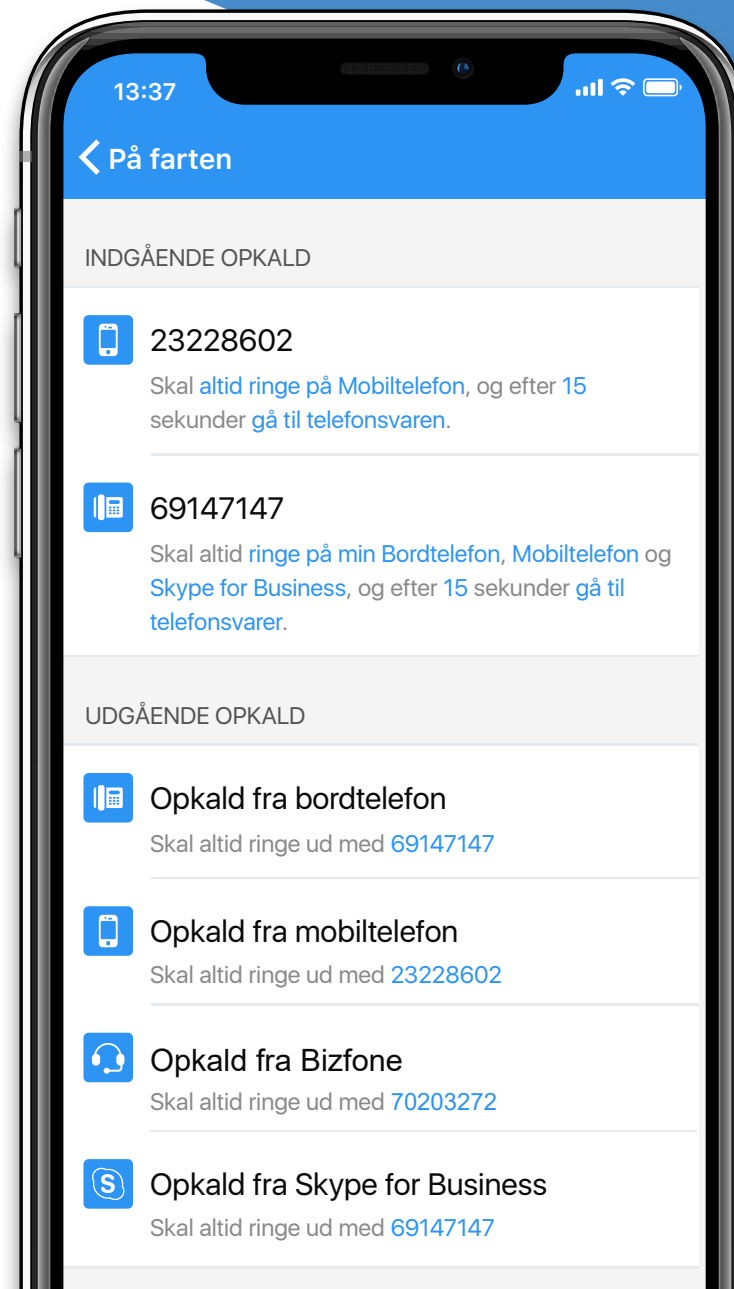 13:37
På farten
INDGÅENDE OPKALD
23228602
Skal altid ringe på Mobiltelefon, og efter 15
sekunder gå til telefonsvaren.
69147147
Skal altid ringe på min Bordtelefon, Mobiltelefon og
Skype for Business, og efter 15 sekunder gå til
telefonsvarer.
UDGÅENDE OPKALD
Opkald fra bordtelefon
Skal altid ringe ud med 69147147
Opkald fra mobiltelefon
Skal altid ringe ud med 23228602
Opkald fra Bizfone
Skal altid ringe ud med 70203272
S
Opkald fra Skype for Business
Skal altid ringe ud med 69147147